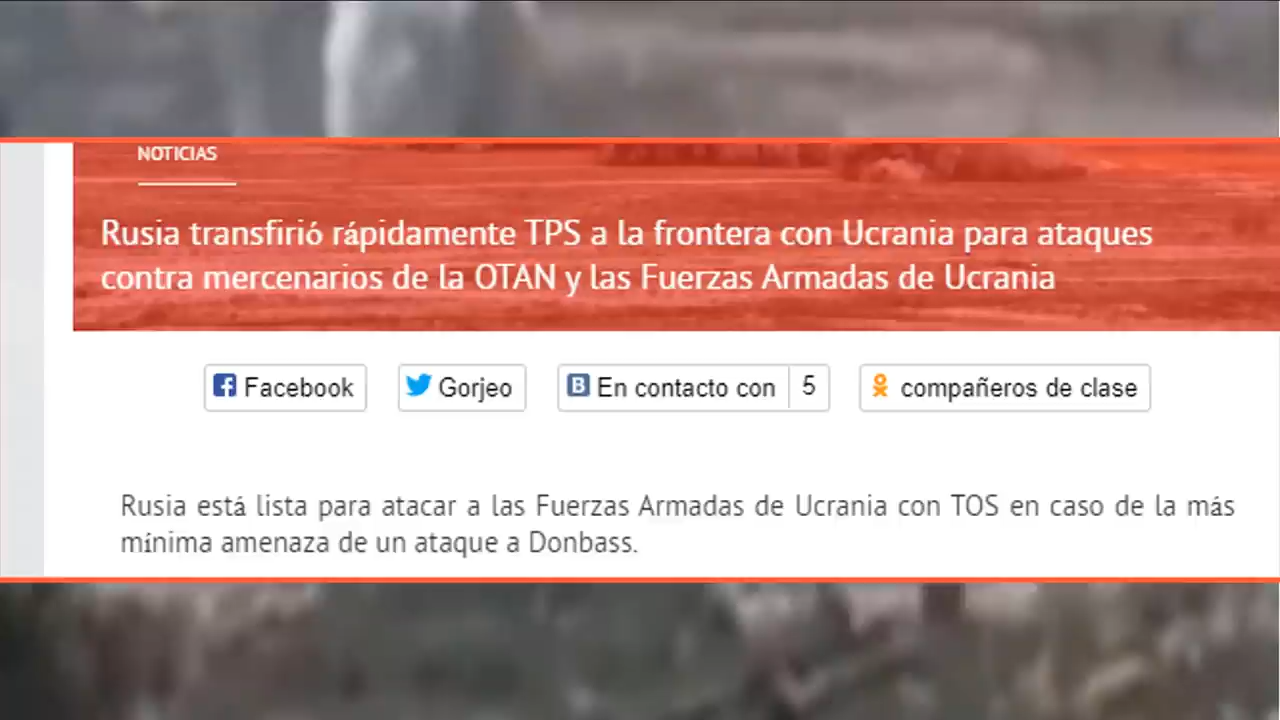 NOTICIAS
Rusia transfirió rápidamente TPS a la frontera con Ucrania para ataques
contra mercenarios de la OTAN y las Fuerzas Armadas de Ucrania
Facebook Gorjeo En contacto con 5 compañeros de clase
Rusia está lista para atacar a las Fuerzas Armadas de Ucrania con TOS en caso de la más
mínima amenaza de un ataque a Donbass.